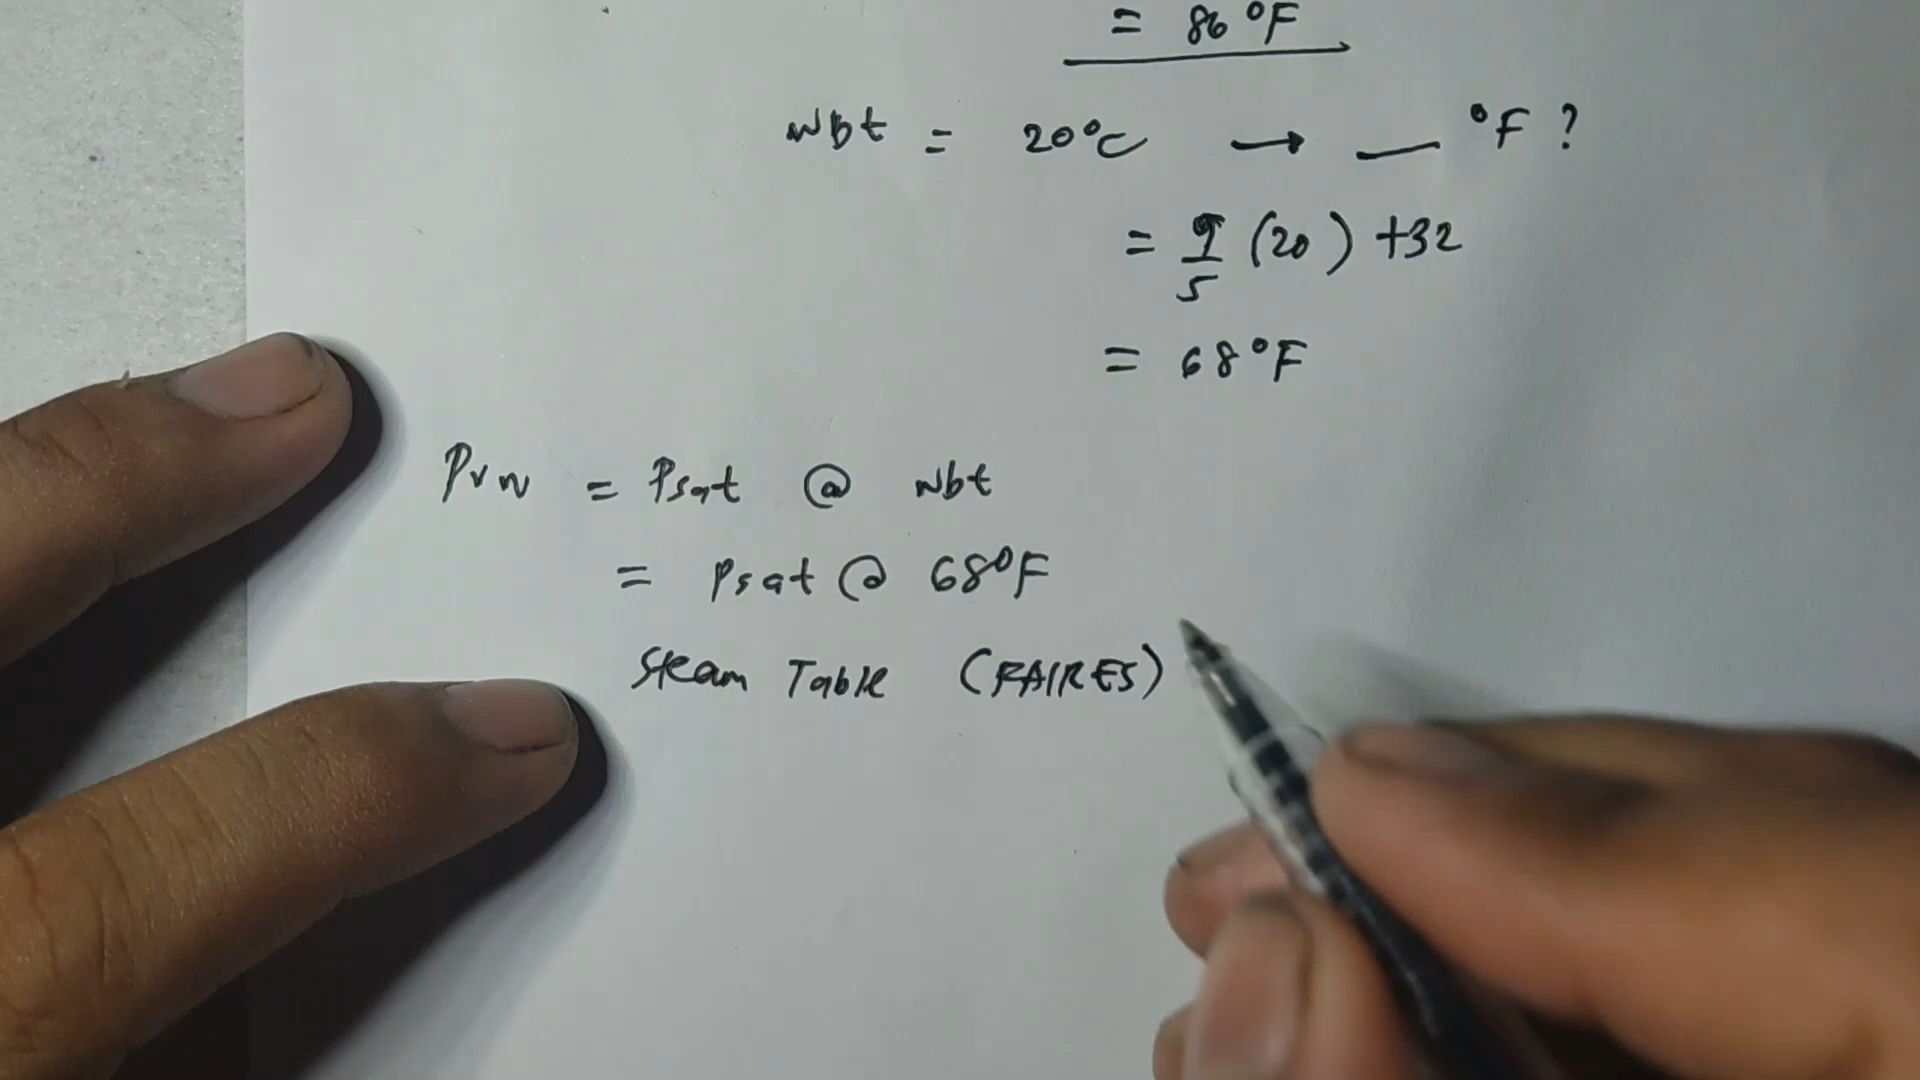 = 86 °F
wbt = 20°C → __ °F ?
= 9/5 (20) +32
= 68°F
Pvw = Psat @ wbt
= Psat @ 68°F
Steam Table (FAIRES)